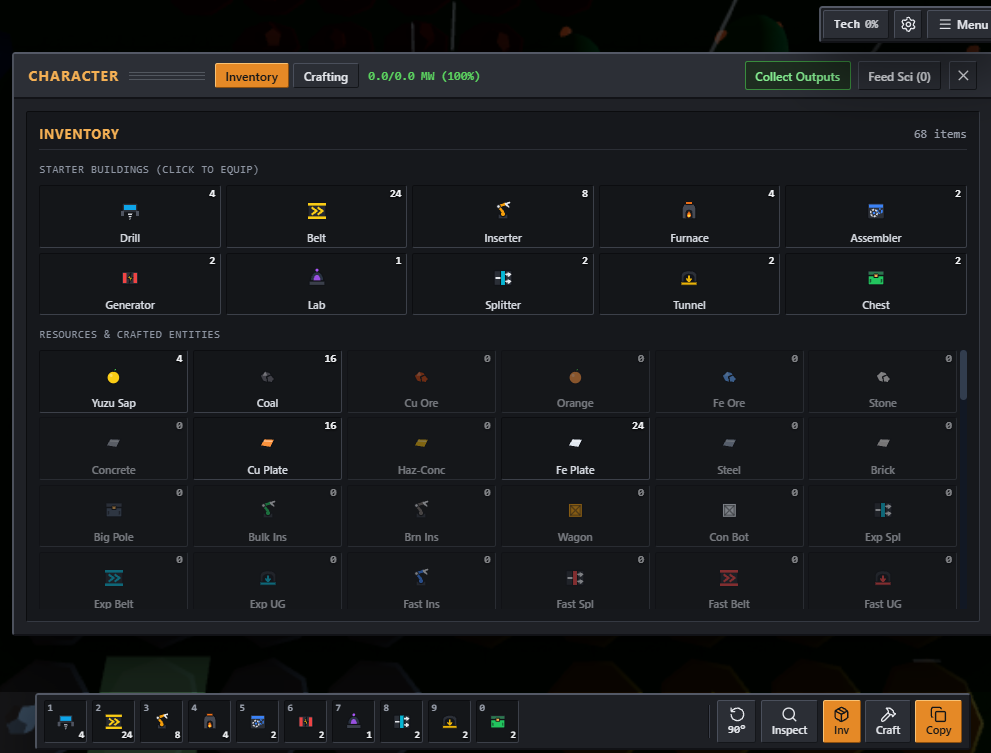 Tech 0%
Menu
CHARACTER
Inventory
Crafting
0.0/0.0 MW (100%)
Collect Outputs
Feed Sci (0)
INVENTORY
68 items
STARTER BUILDINGS (CLICK TO EQUIP)
4
24
8
4
2
Drill
Belt
Inserter
Furnace
Assembler
2
1
2
2
2
Generator
Lab
Splitter
Tunnel
Chest
RESOURCES & CRAFTED ENTITIES
4
16
0
0
0
0
Yuzu Sap
Coal
Cu Ore
Orange
Fe Ore
Stone
0
16
0
24
0
0
Concrete
Cu Plate
Haz-Conc
Fe Plate
Steel
Brick
0
0
0
0
0
0
Big Pole
Bulk Ins
Brn Ins
Wagon
Con Bot
Exp Spl
0
0
0
0
0
0
Exp Belt
Exp UG
Fast Ins
Fast Spl
Fast Belt
Fast UG
1
2
3
4
5
6
7
8
9
0
4
24
8
4
2
2
1
2
2
2
90°
Inspect
Inv
Craft
Copy